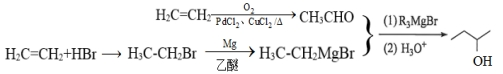 H₂C=CH₂ O₂ PdCl₂、CuCl₂/Δ CH₃CHO
H₂C=CH₂+HBr → H₃C-CH₂Br Mg 乙醚 H₃C-CH₂MgBr
(1) R₃MgBr
(2) H₃O⁺
OH